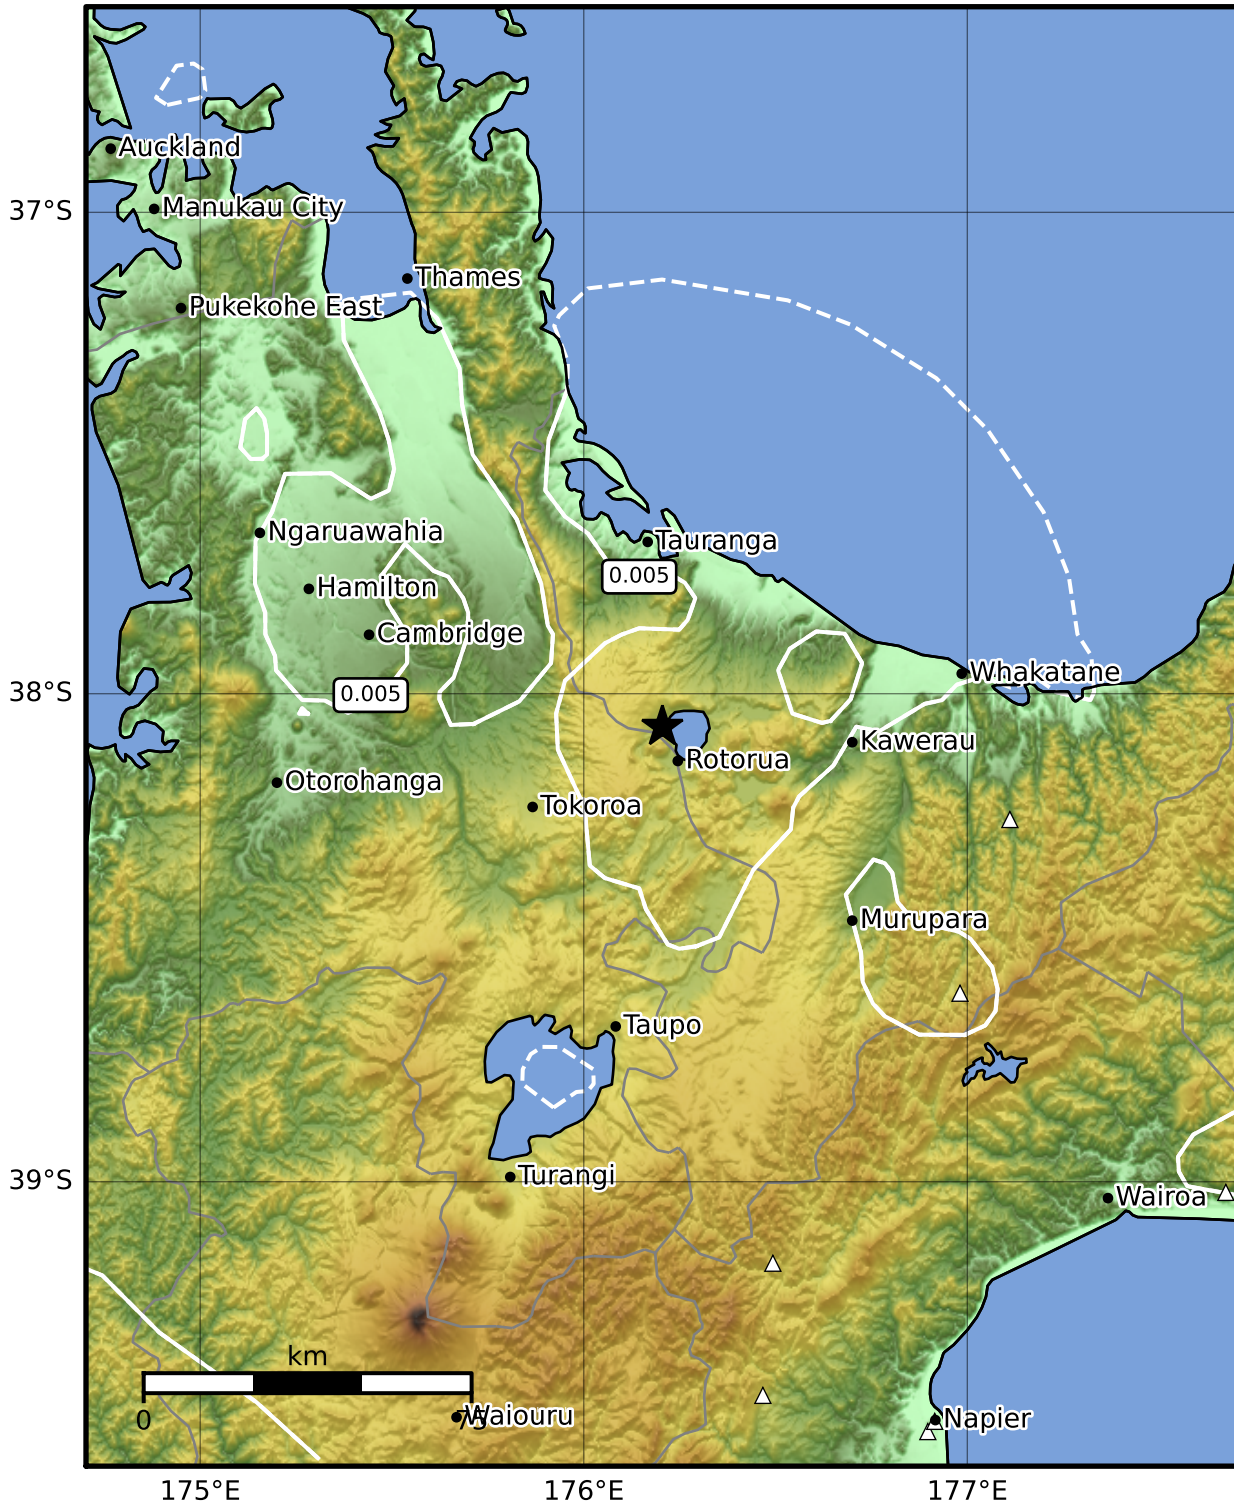 Auckland
Manukau City
37°S
Thames
Pukekohe East
Ngaruawahia
Tauranga
0.005
Hamilton
Cambridge
Whakatane
38°S
0.005
Kawerau
Rotorua
Otorohanga
Tokoroa
Murupara
Taupo
Turangi
39°S
Wairoa
km
0
75
Waiouru
Napier
175°E
176°E
177°E